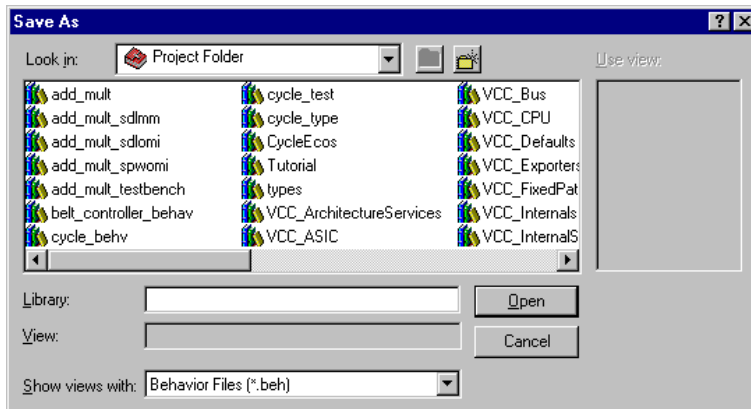 Save As
Look in: Project Folder
Use view:
add_mult cycle_test VCC_Bus
add_mult_sdlmm cycle_type VCC_CPU
add_mult_sdlomi CycleEcos VCC_Defaults
add_mult_spwomi Tutorial VCC_Exporters
add_mult_testbench types VCC_FixedPat
belt_controller_behav VCC_ArchitectureServices VCC_Internals
cycle_behv VCC_ASIC VCC_InternalS
Library: Open
View: Cancel
Show views with: Behavior Files (*.beh)